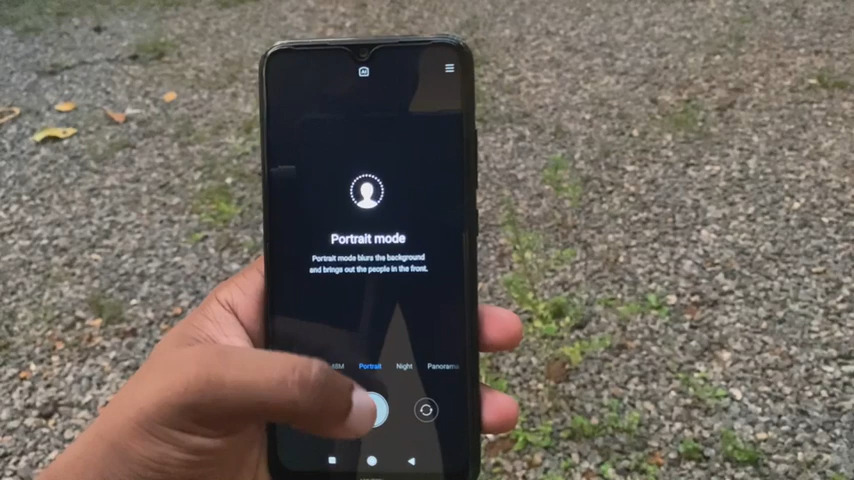 AI
Portrait mode
Portrait mode blurs the background
and brings out the people in the front.
48M Portrait Night Panorama